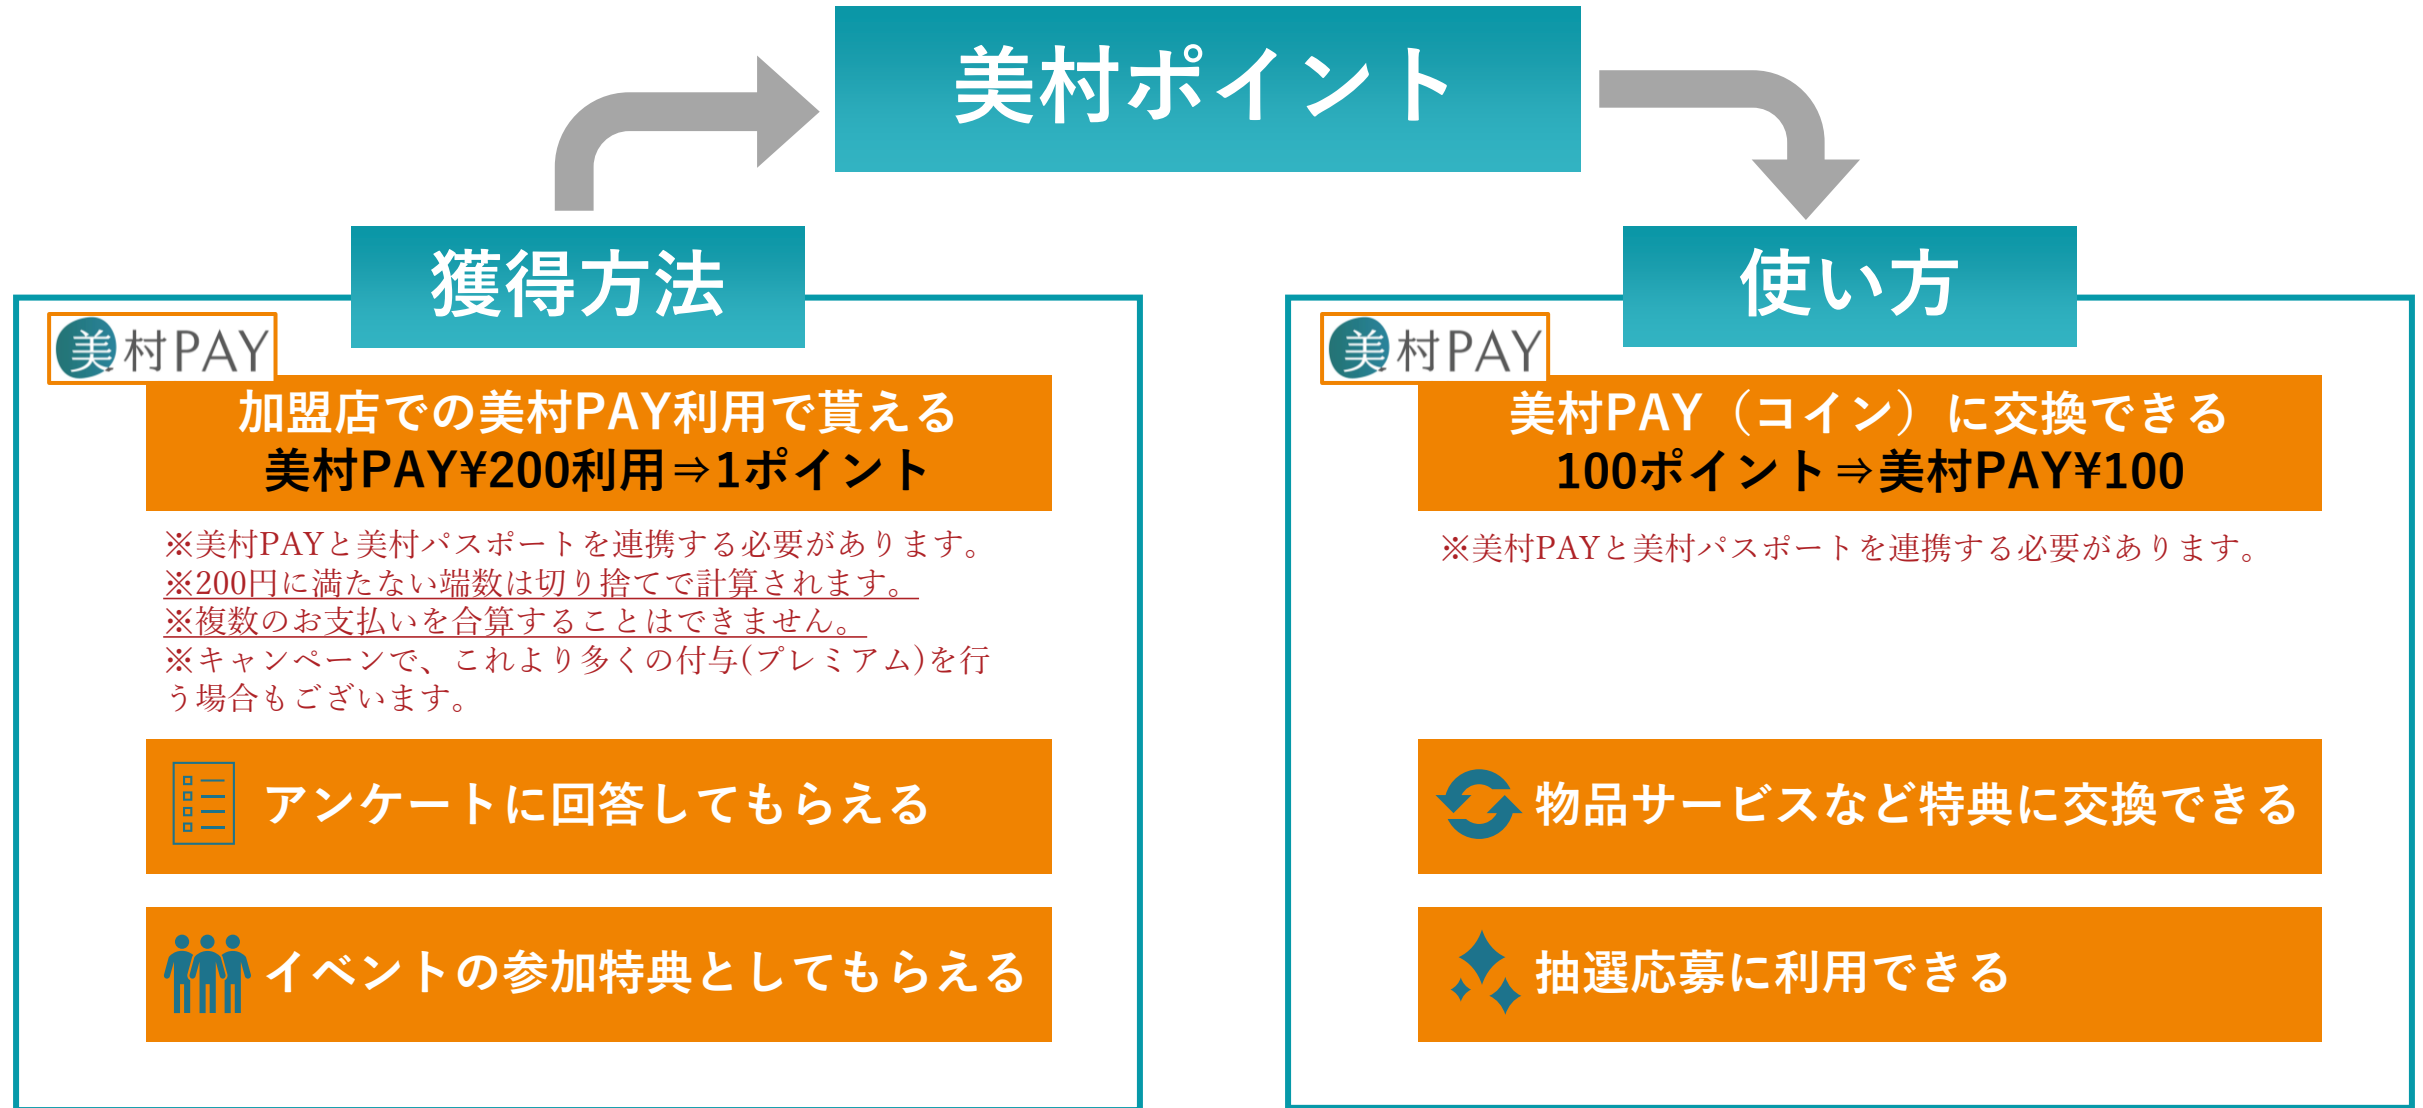 美村ポイント
獲得方法
美村PAY
加盟店での美村PAY利用で貰える
美村PAY¥200利用⇒1ポイント
※美村PAYと美村パスポートを連携する必要があります。
※200円に満たない端数は切り捨てで計算されます。
※複数のお支払いを合算することはできません。
※キャンペーンで、これより多くの付与(プレミアム)を行
う場合もございます。
アンケートに回答してもらえる
イベントの参加特典としてもらえる
使い方
美村PAY
美村PAY（コイン）に交換できる
100ポイント⇒美村PAY¥100
※美村PAYと美村パスポートを連携する必要があります。
物品サービスなど特典に交換できる
抽選応募に利用できる